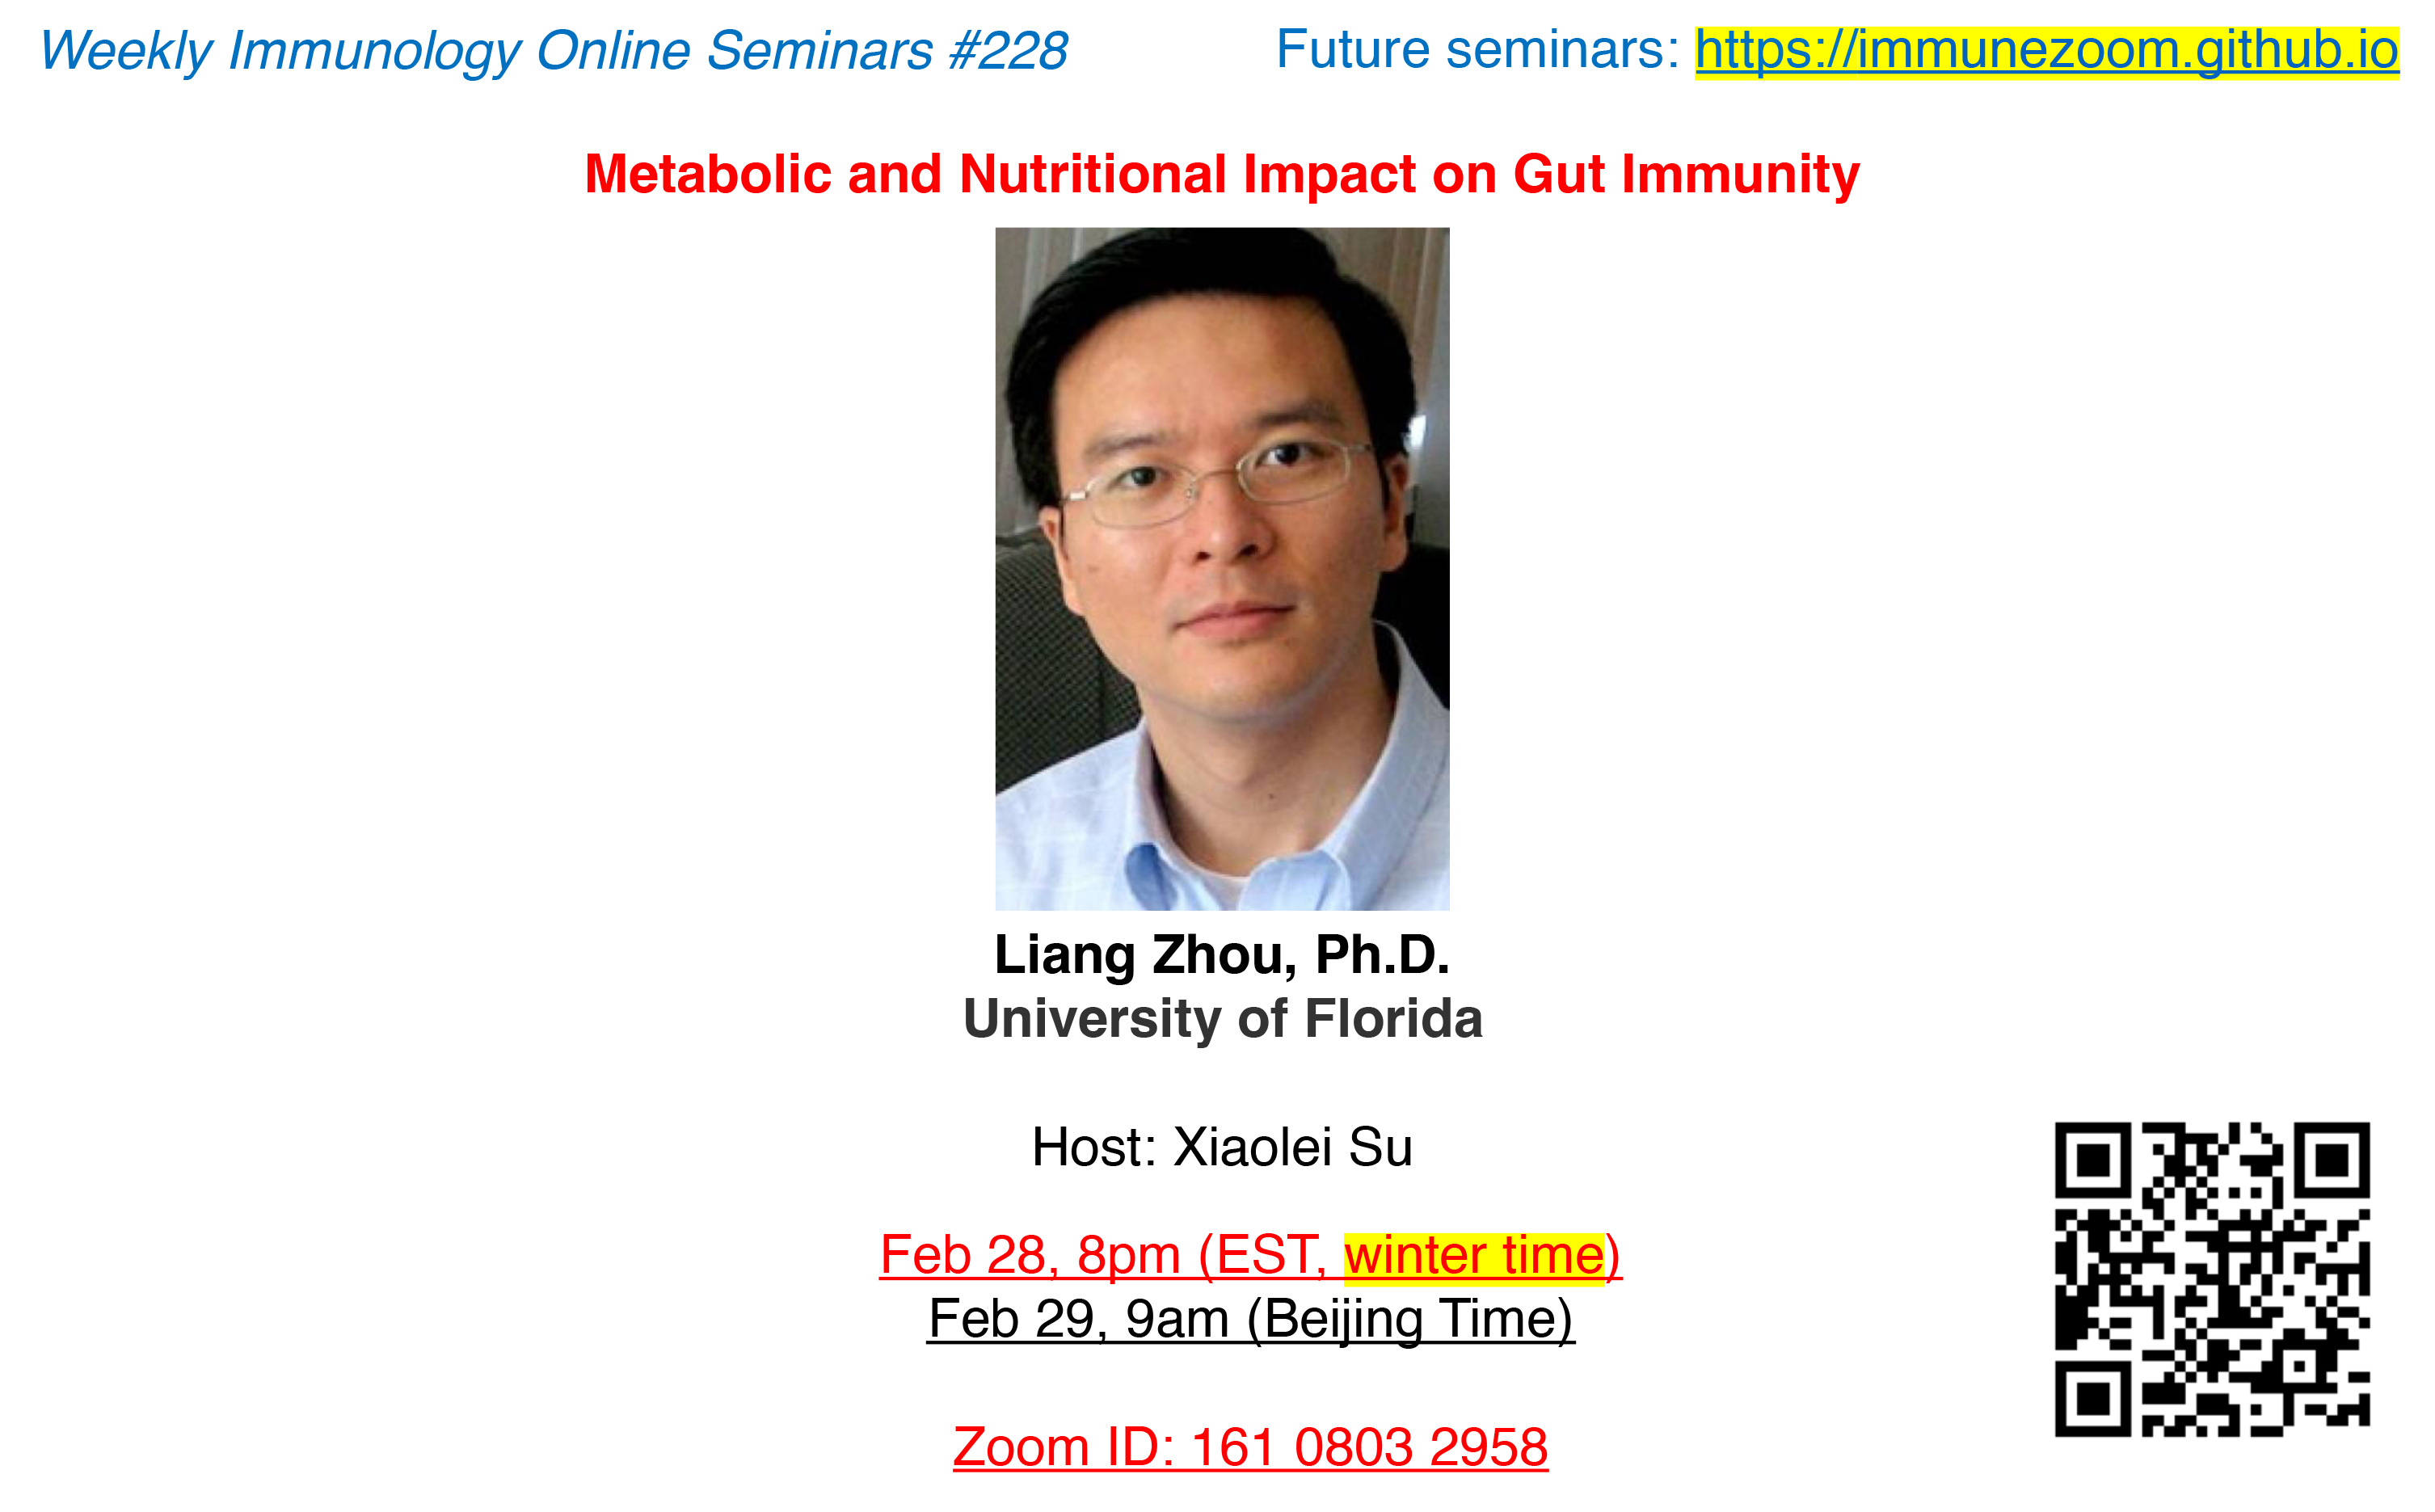 Weekly Immunology Online Seminars #228
Future seminars: https://immunezoom.github.io
Metabolic and Nutritional Impact on Gut Immunity
Liang Zhou, Ph.D.
University of Florida
Host: Xiaolei Su
Feb 28, 8pm (EST, winter time)
Feb 29, 9am (Beijing Time)
Zoom ID: 161 0803 2958